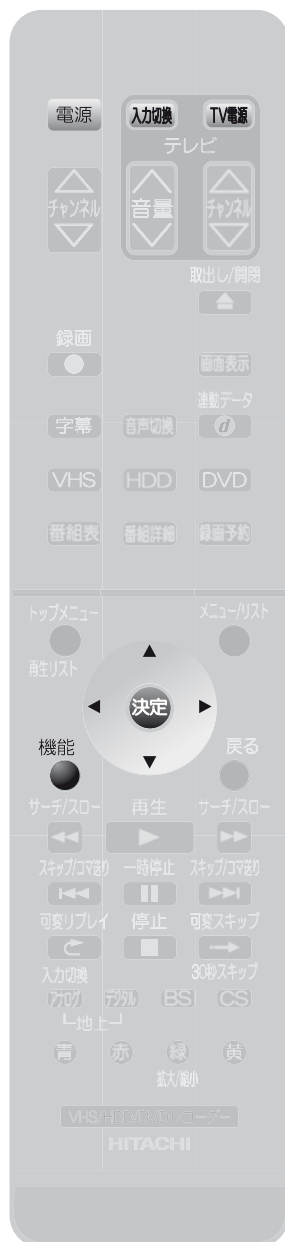 電源 入力切換 TV電源
テレビ
チャンネル 音量 チャンネル
取出し/開閉
録画
画面表示
連動データ
字幕 音声切換 d
VHS HDD DVD
番組表 番組詳細 録画予約
トップメニュー メニュー/リスト
再生リスト
決定
機能 戻る
サーチ/スロー 再生 サーチ/スロー
スキップ/コマ送り 一時停止 スキップ/コマ送り
可変リプレイ 停止 可変スキップ
入力切換 30秒スキップ
アナログ デジタル BS CS
地上
青 赤 緑 黄
拡大/縮小
VHS/HDD/DVDレコーダー
HITACHI